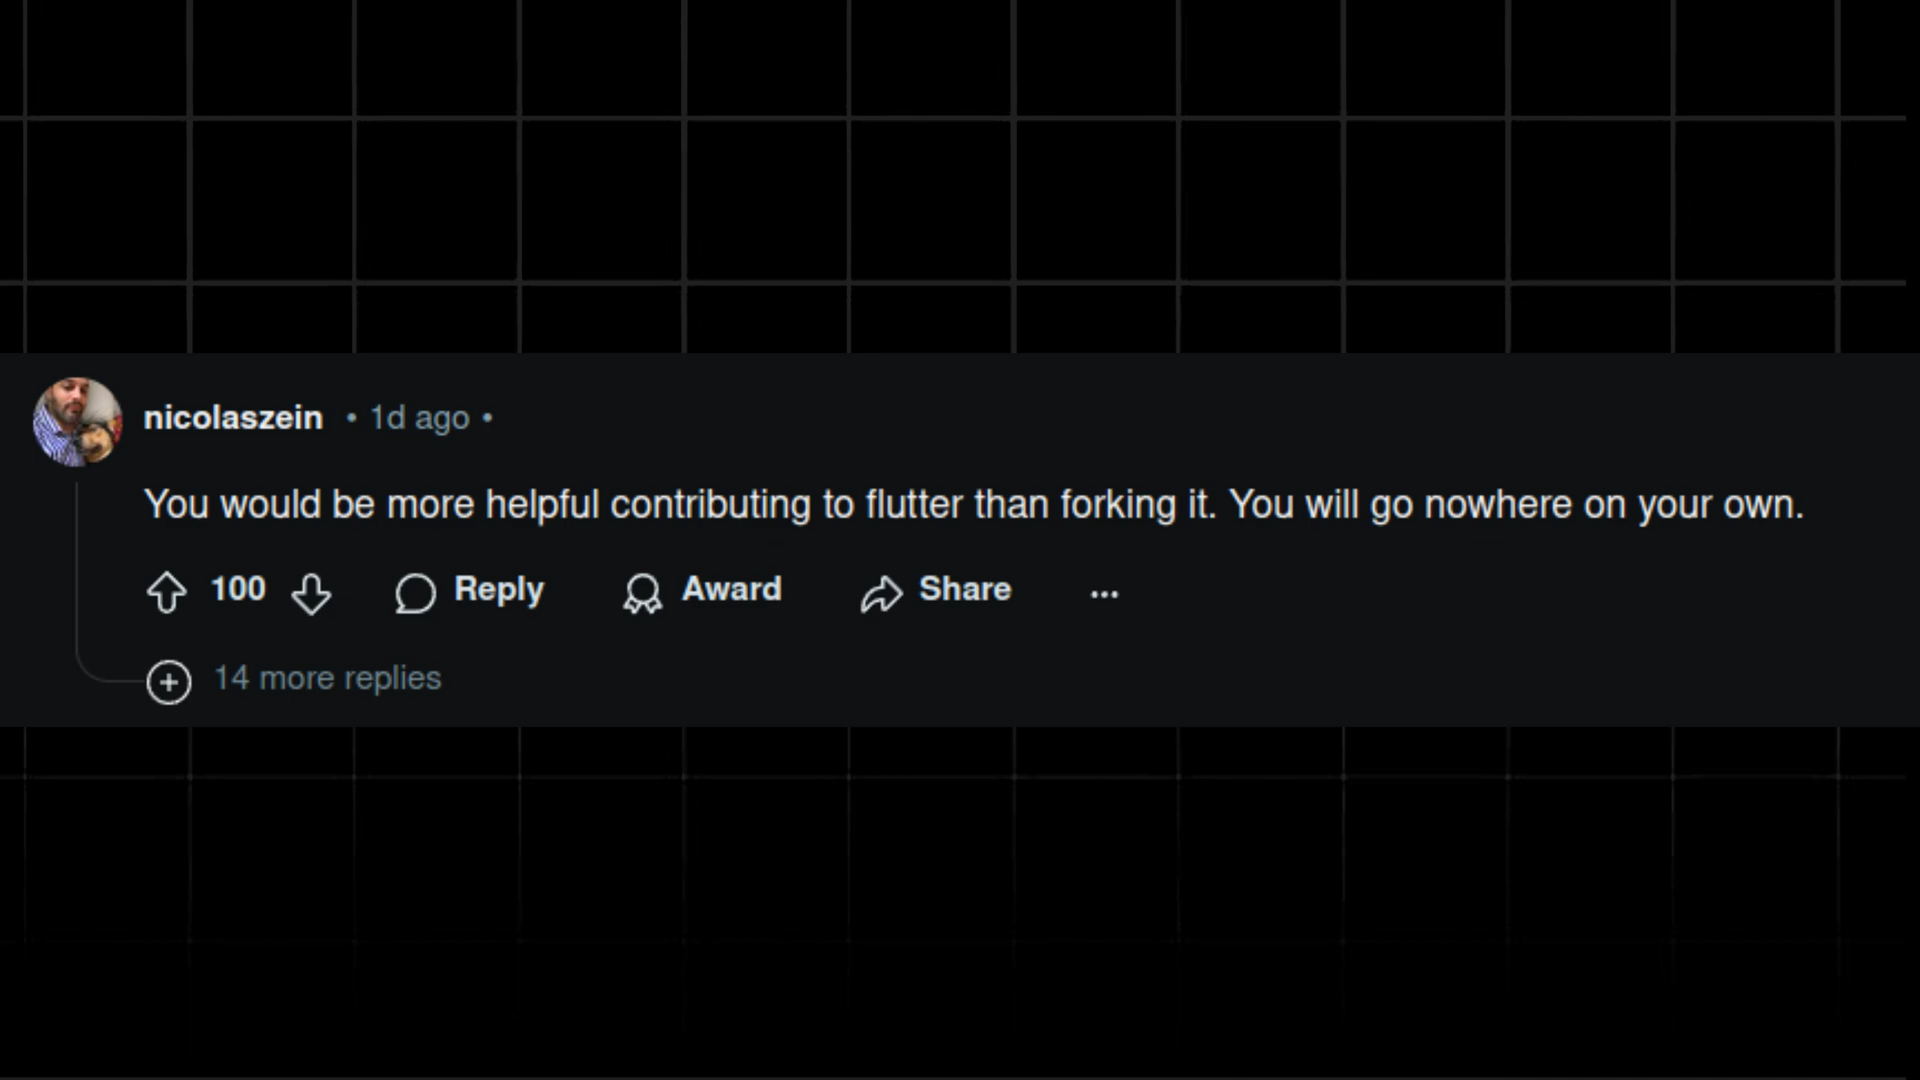 nicolaszein • 1d ago •
You would be more helpful contributing to flutter than forking it. You will go nowhere on your own.
100 Reply Award Share ...
14 more replies